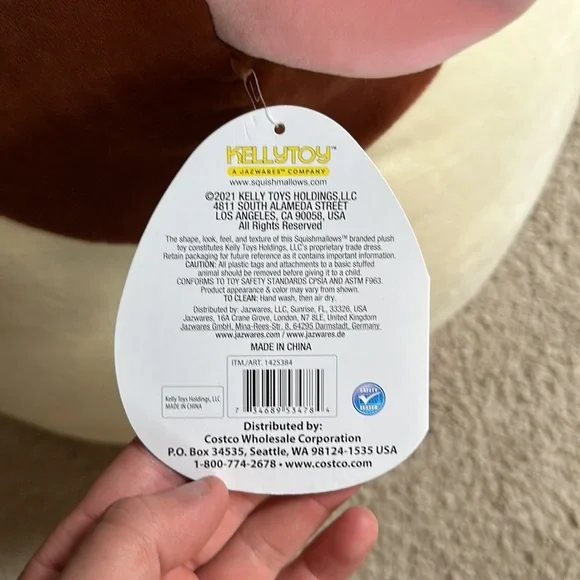 KELLYTOY™
A JAZWARES™ COMPANY
www.squishmallows.com
©2021 KELLY TOYS HOLDINGS,LLC
4811 SOUTH ALAMEDA STREET
LOS ANGELES, CA 90058, USA
All Rights Reserved
The shape, look, feel, and texture of this Squishmallows™ branded plush
toy constitutes Kelly Toys Holdings, LLC's proprietary trade dress.
Retain packaging for future reference as it contains important information.
CAUTION: All plastic tags and attachments to a basic stuffed
animal should be removed before giving it to a child.
CONFORMS TO TOY SAFETY STANDARDS CPSIA AND ASTM F963.
Product appearance & color may vary from shown.
TO CLEAN: Hand wash, then air dry.
Distributed by: Jazwares, LLC, Sunrise, FL, 33326, USA
Jazwares, 16A Crane Grove, London, N7 8LE, United Kingdom
Jazwares GmbH, Mina-Rees-Str. 8, 64295 Darmstadt, Germany
www.jazwares.com / www.jazwares.de
MADE IN CHINA
ITM./ART. 1425384
7 34689 53478 4
Kelly Toys Holdings, LLC
MADE IN CHINA
SAFETY
TESTED
Distributed by:
Costco Wholesale Corporation
P.O. Box 34535, Seattle, WA 98124-1535 USA
1-800-774-2678 • www.costco.com